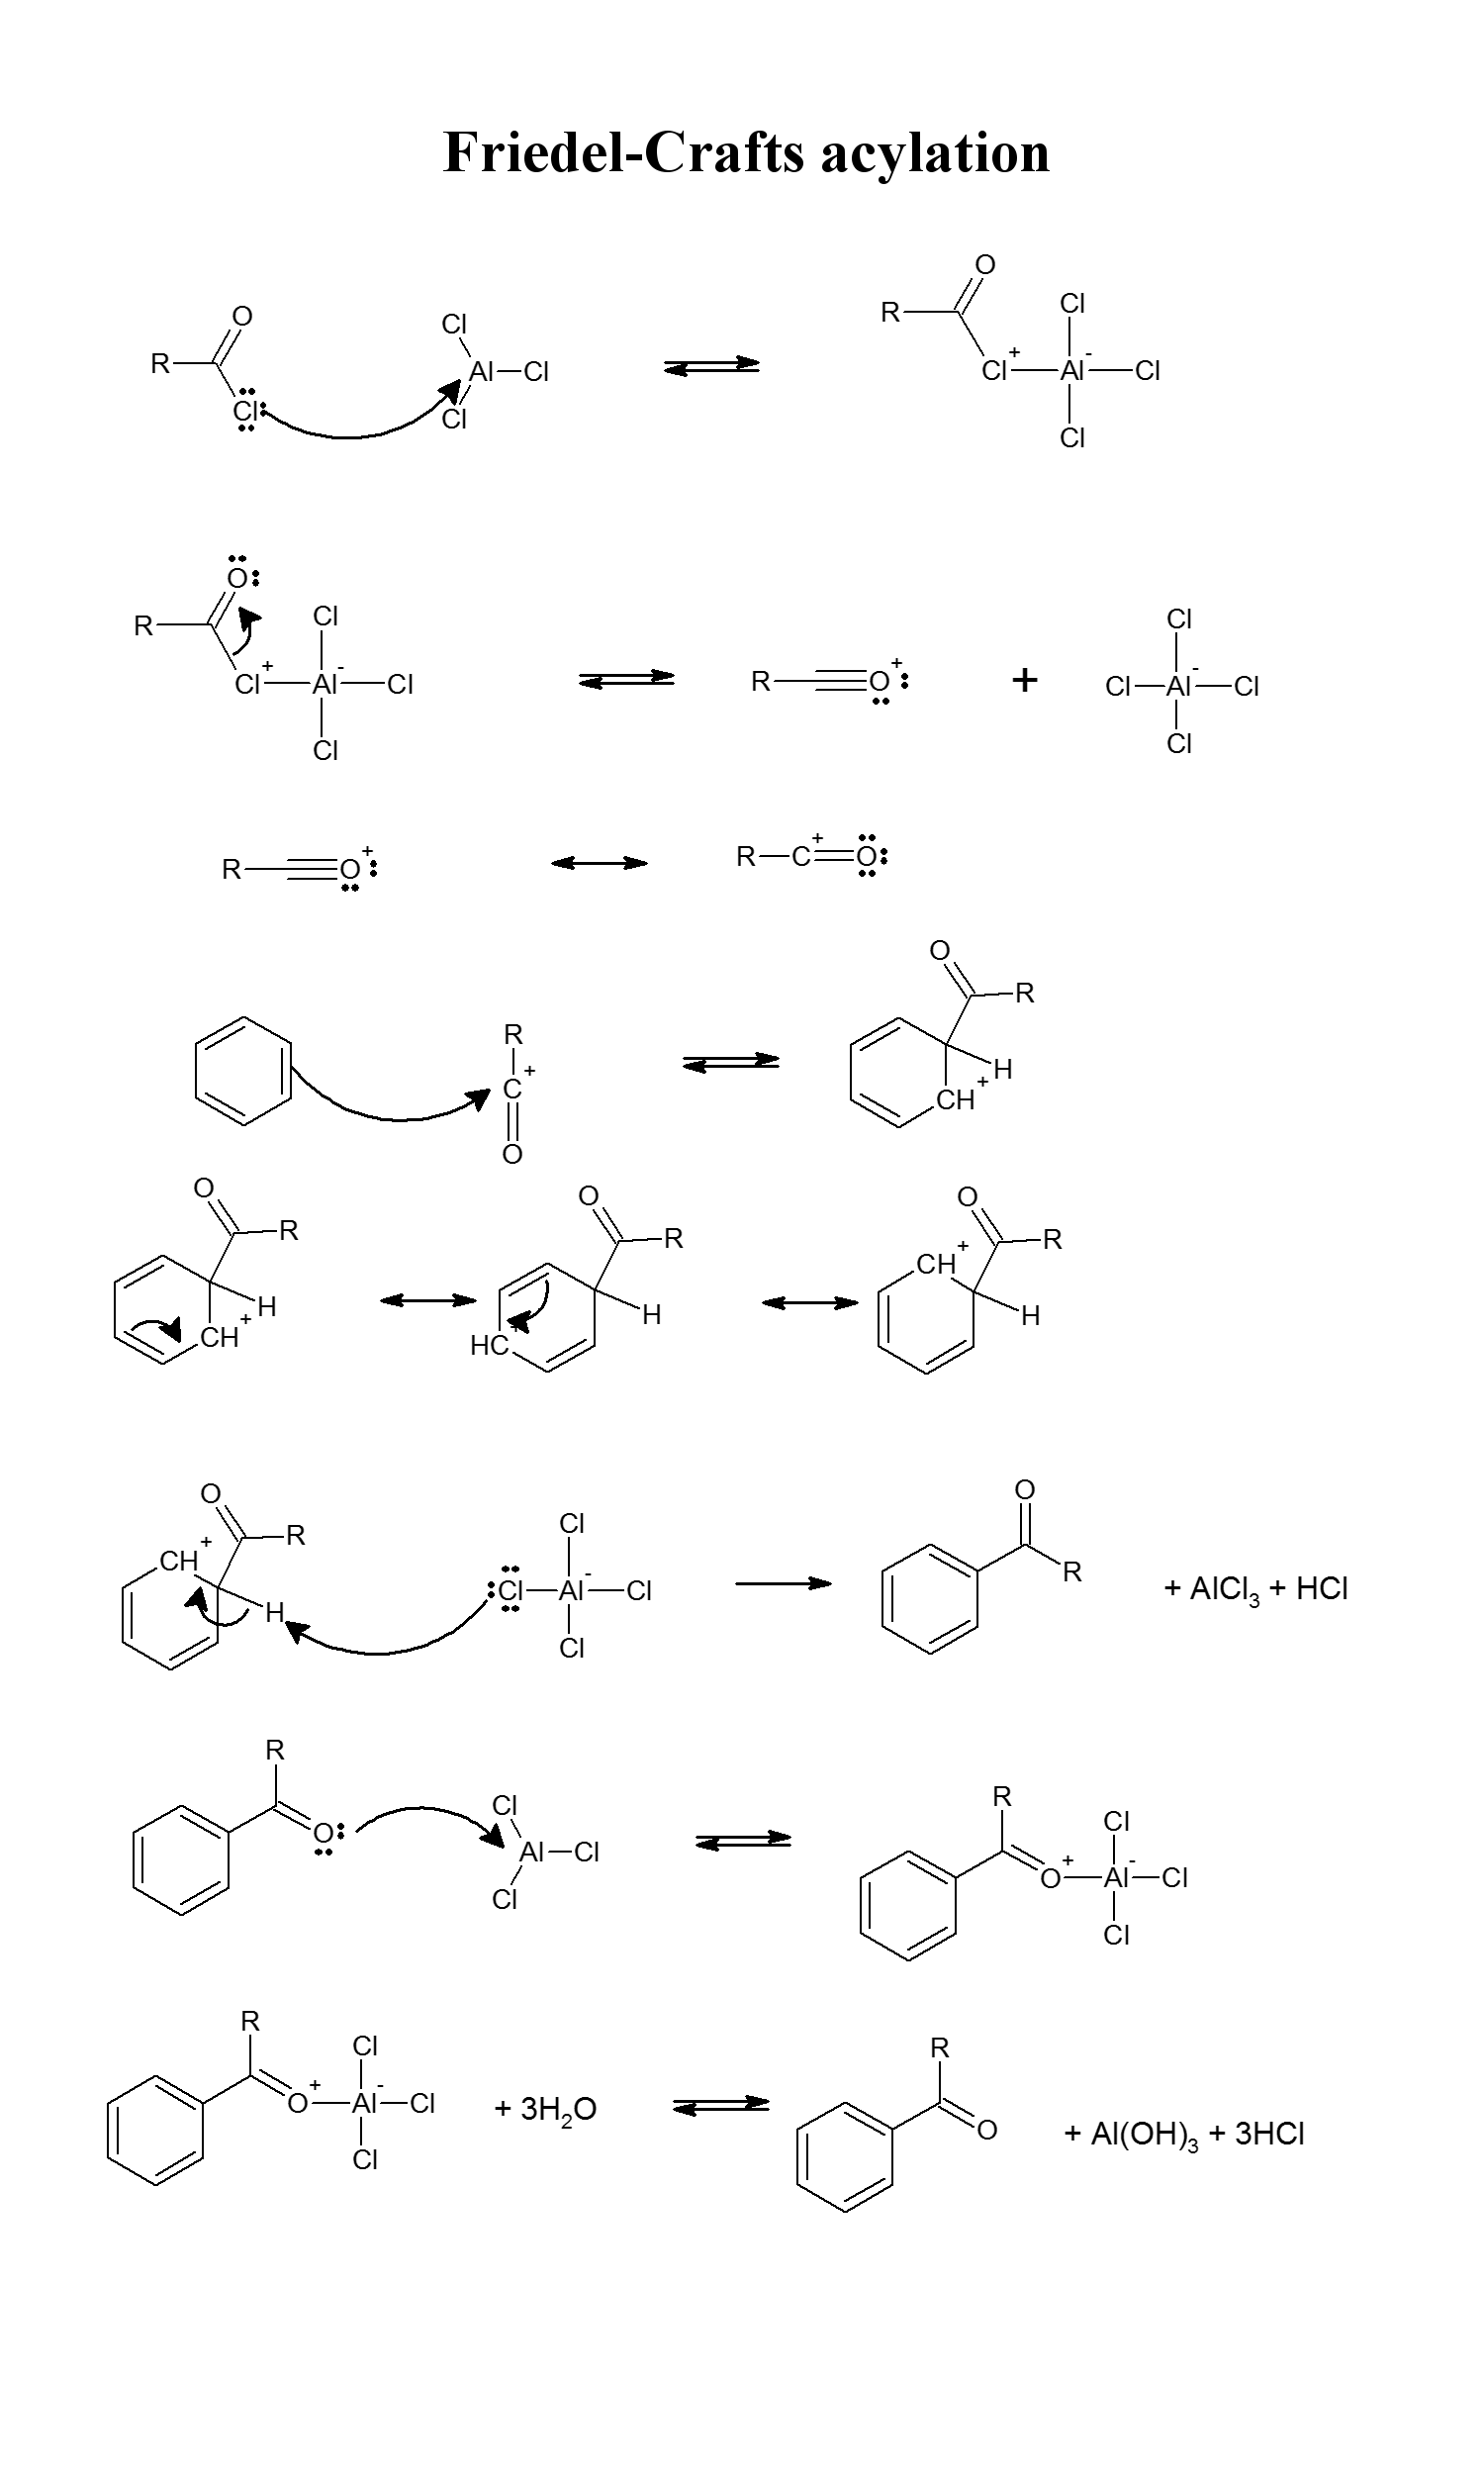 Friedel-Crafts acylation
R O Cl Cl Al Cl Cl R O Cl + Al - Cl Cl Cl
R O Cl + Al - Cl Cl Cl R O + + Cl Cl Al - Cl Cl
R O + R C + O
R C + O O R H CH +
O R H CH + O R H HC + O R H CH +
O R CH + H Cl Cl Al - Cl Cl O R + AlCl₃ + HCl
R O Cl Al Cl Cl R O + Al - Cl Cl Cl
R O + Al - Cl Cl Cl + 3H₂O R O + Al(OH)₃ + 3HCl